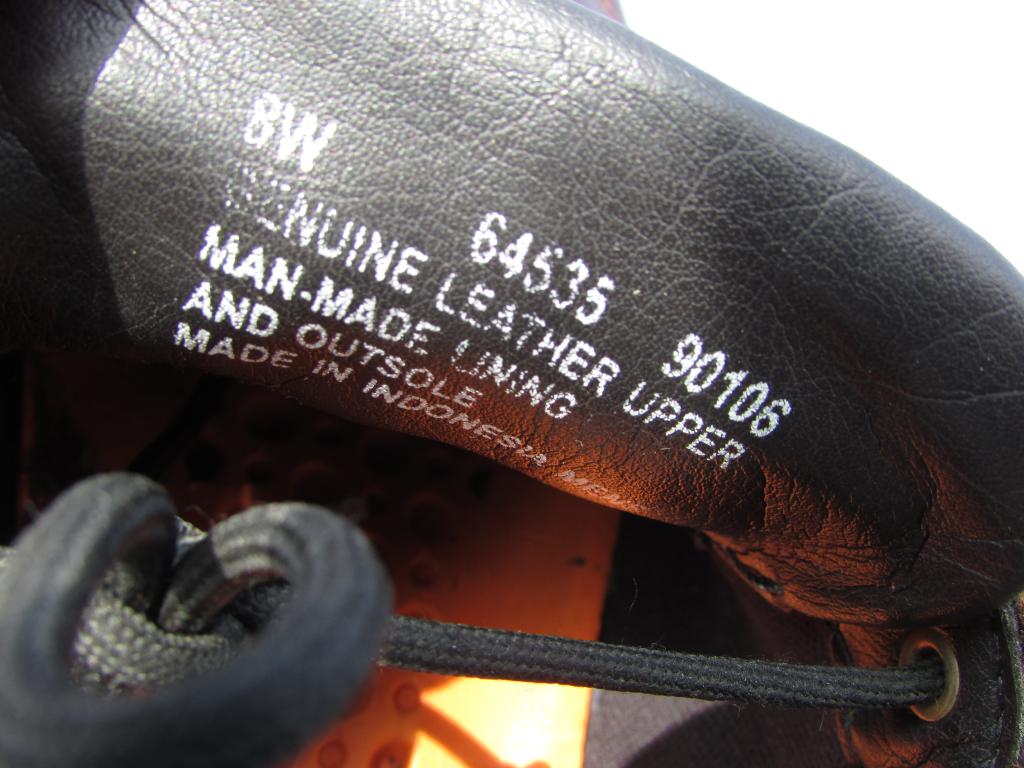 8W
64535 90106
GENUINE LEATHER UPPER
MAN-MADE LINING
AND OUTSOLE
MADE IN INDONESIA